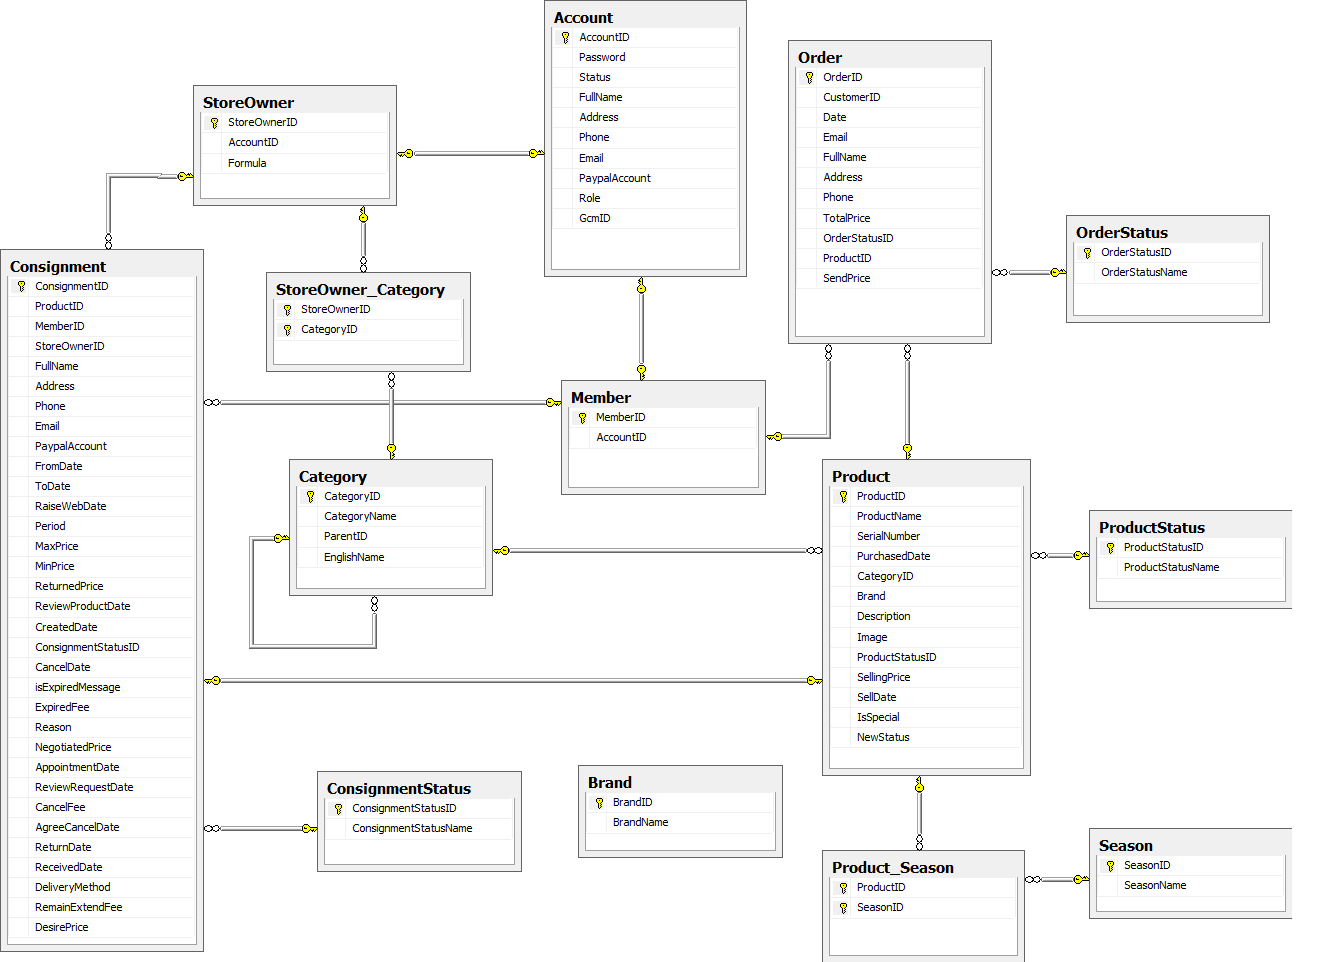 Account
AccountID
Password
Status
FullName
Address
Phone
Email
PaypalAccount
Role
GcmID
Order
OrderID
CustomerID
Date
Email
FullName
Address
Phone
TotalPrice
OrderStatusID
ProductID
SendPrice
StoreOwner
StoreOwnerID
AccountID
Formula
OrderStatus
OrderStatusID
OrderStatusName
Consignment
ConsignmentID
ProductID
MemberID
StoreOwnerID
FullName
Address
Phone
Email
PaypalAccount
FromDate
ToDate
RaiseWebDate
Period
MaxPrice
MinPrice
ReturnedPrice
ReviewProductDate
CreatedDate
ConsignmentStatusID
CancelDate
isExpiredMessage
ExpiredFee
Reason
NegotiatedPrice
AppointmentDate
ReviewRequestDate
CancelFee
AgreeCancelDate
ReturnDate
ReceivedDate
DeliveryMethod
RemainExtendFee
DesirePrice
StoreOwner_Category
StoreOwnerID
CategoryID
Member
MemberID
AccountID
Category
CategoryID
CategoryName
ParentID
EnglishName
Product
ProductID
ProductName
SerialNumber
PurchasedDate
CategoryID
Brand
Description
Image
ProductStatusID
SellingPrice
SellDate
IsSpecial
NewStatus
ProductStatus
ProductStatusID
ProductStatusName
ConsignmentStatus
ConsignmentStatusID
ConsignmentStatusName
Brand
BrandID
BrandName
Product_Season
ProductID
SeasonID
Season
SeasonID
SeasonName